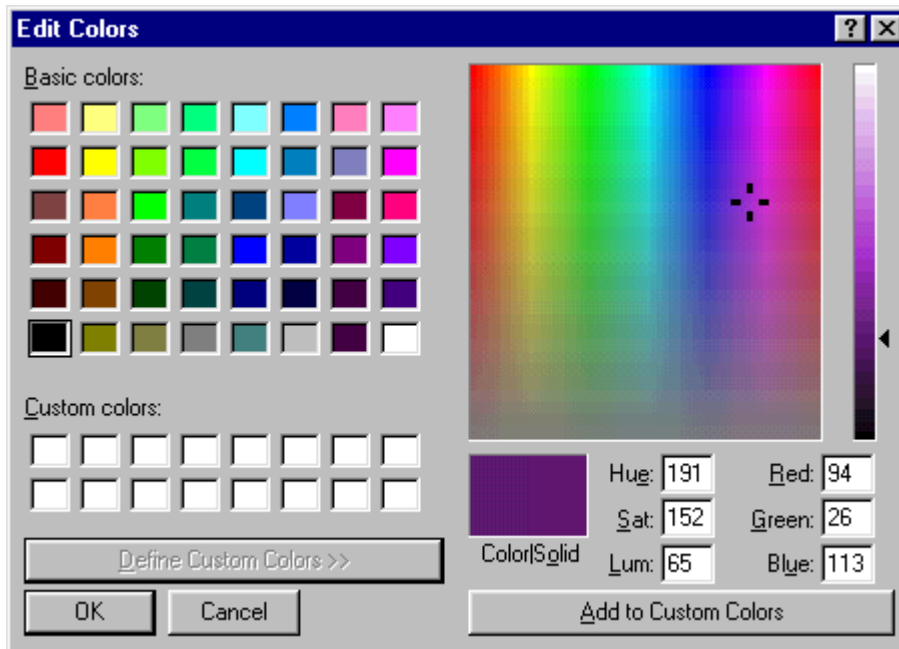 Edit Colors
Basic colors:
Custom colors:
Define Custom Colors >>
OK Cancel
Color|Solid
Hue: 191 Red: 94
Sat: 152 Green: 26
Lum: 65 Blue: 113
Add to Custom Colors